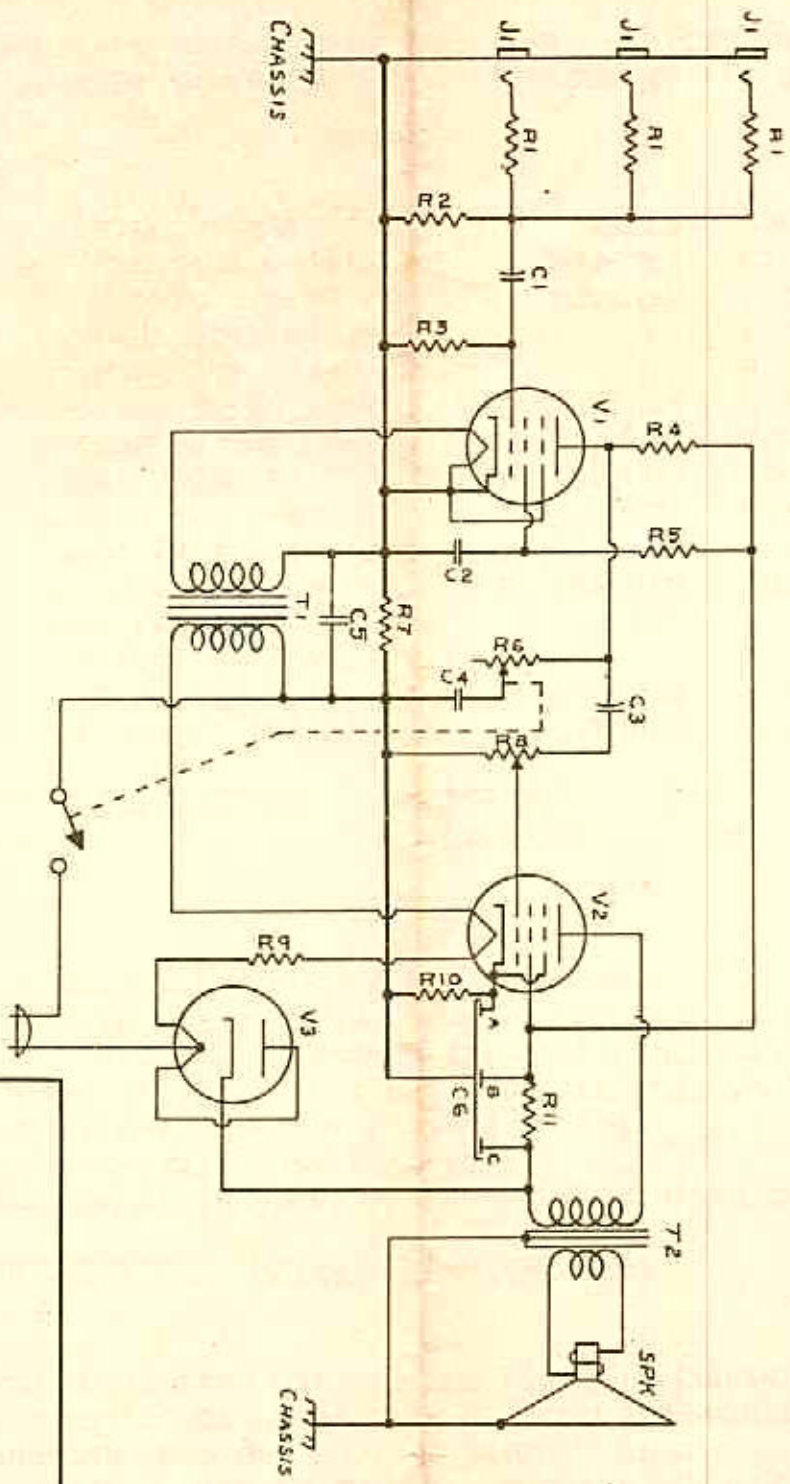 J1
R1
J1
R1
J1
R1
CHASSIS
R2
C1
R3
V1
R4
R5
C2
T1
C5
R7
R6
C4
C3
R8
V2
R9
R10
A
V3
B
C6
R11
C
T2
SPK
CHASSIS